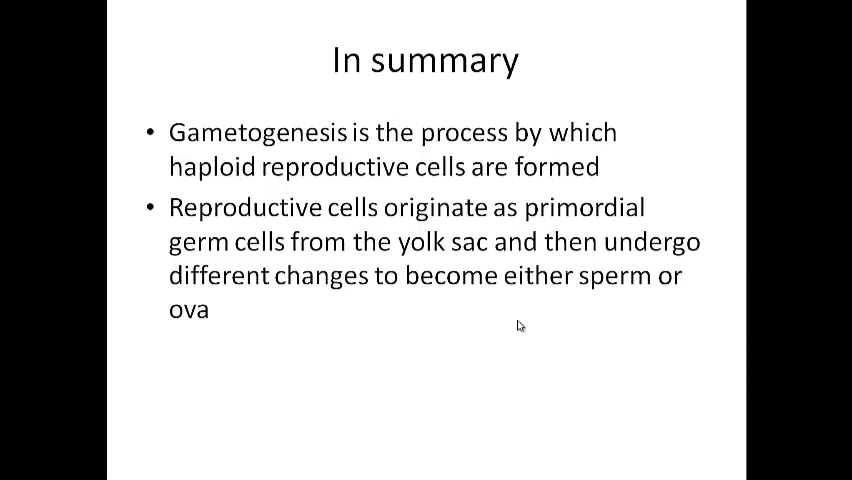 In summary
• Gametogenesis is the process by which
haploid reproductive cells are formed
• Reproductive cells originate as primordial
germ cells from the yolk sac and then undergo
different changes to become either sperm or
ova